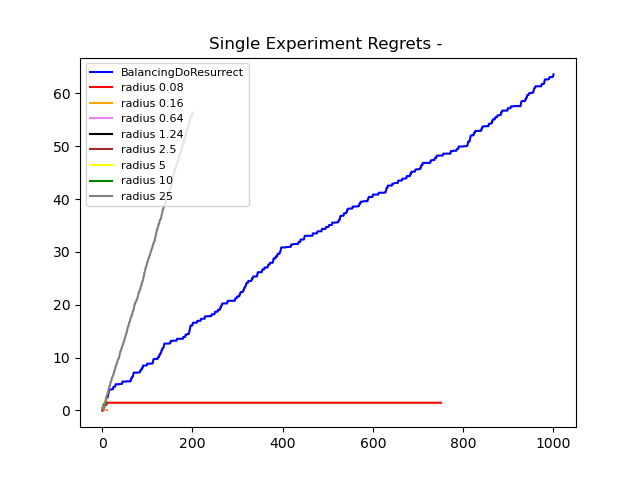 Single Experiment Regrets -
BalancingDoResurrect
radius 0.08
radius 0.16
radius 0.64
radius 1.24
radius 2.5
radius 5
radius 10
radius 25
60
50
40
30
20
10
0
0 200 400 600 800 1000